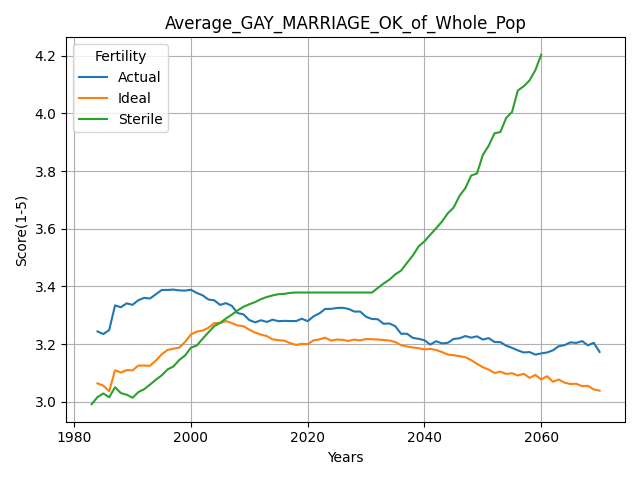 Average_GAY_MARRIAGE_OK_of_Whole_Pop
Fertility
Actual
Ideal
Sterile
Score(1-5)
4.2
4.0
3.8
3.6
3.4
3.2
3.0
1980
2000
2020
2040
2060
Years